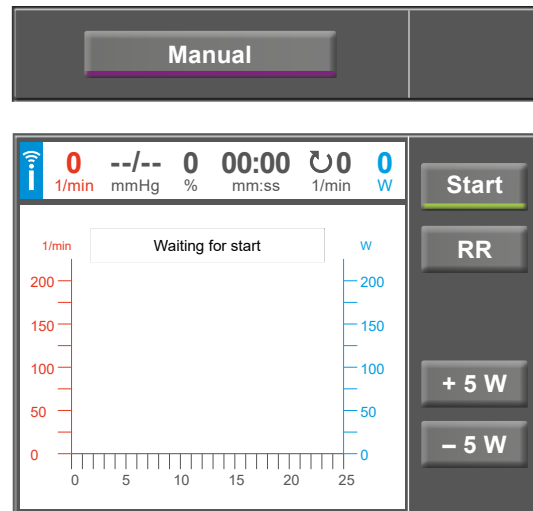 Manual
0 --/-- 0 00:00 0 0
1/min mmHg % mm:ss 1/min W
Start
1/min Waiting for start W
RR
200 200
150 150
100 100
+ 5 W
50 50
– 5 W
0 0
0 5 10 15 20 25